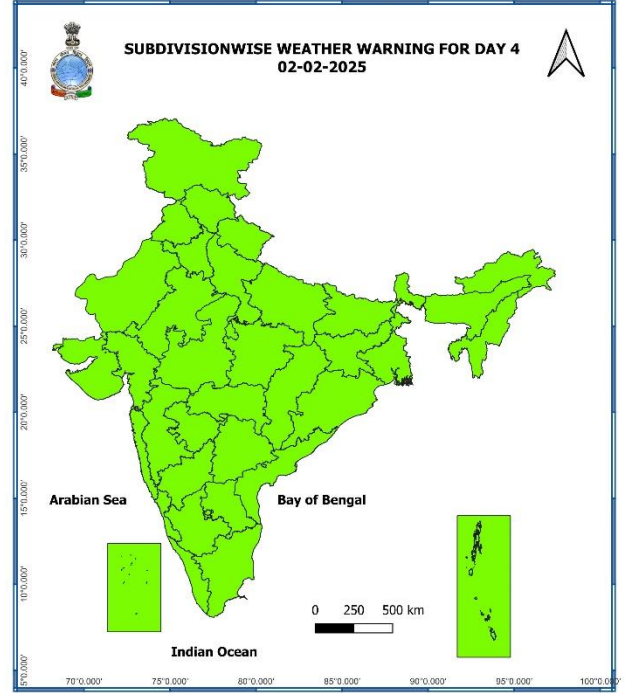 SUBDIVISIONWISE WEATHER WARNING FOR DAY 4
02-02-2025
40°0.000'
35°0.000'
30°0.000'
25°0.000'
20°0.000'
15°0.000'
10°0.000'
5°0.000'
Arabian Sea
Bay of Bengal
0 250 500 km
Indian Ocean
70°0.000' 75°0.000' 80°0.000' 85°0.000' 90°0.000' 95°0.000' 100°0.000'